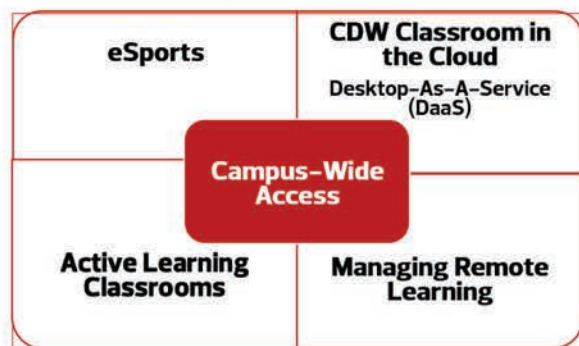 eSports
CDW Classroom in
the Cloud
Desktop-As-A-Service
(DaaS)
Campus-Wide
Access
Active Learning
Classrooms
Managing Remote
Learning